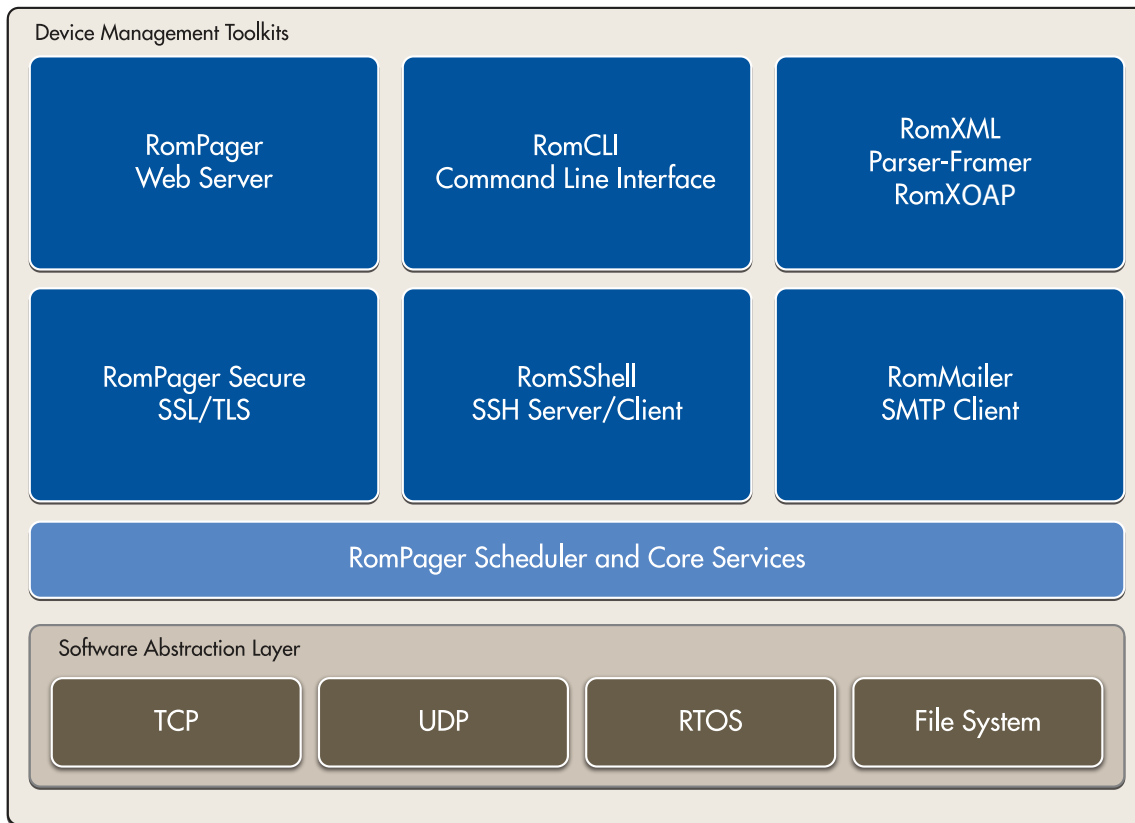 Device Management Toolkits
RomPager
Web Server
RomCLI
Command Line Interface
RomXML
Parser-Framer
RomXOAP
RomPager Secure
SSL/TLS
RomSShell
SSH Server/Client
RomMailer
SMTP Client
RomPager Scheduler and Core Services
Software Abstraction Layer
TCP
UDP
RTOS
File System